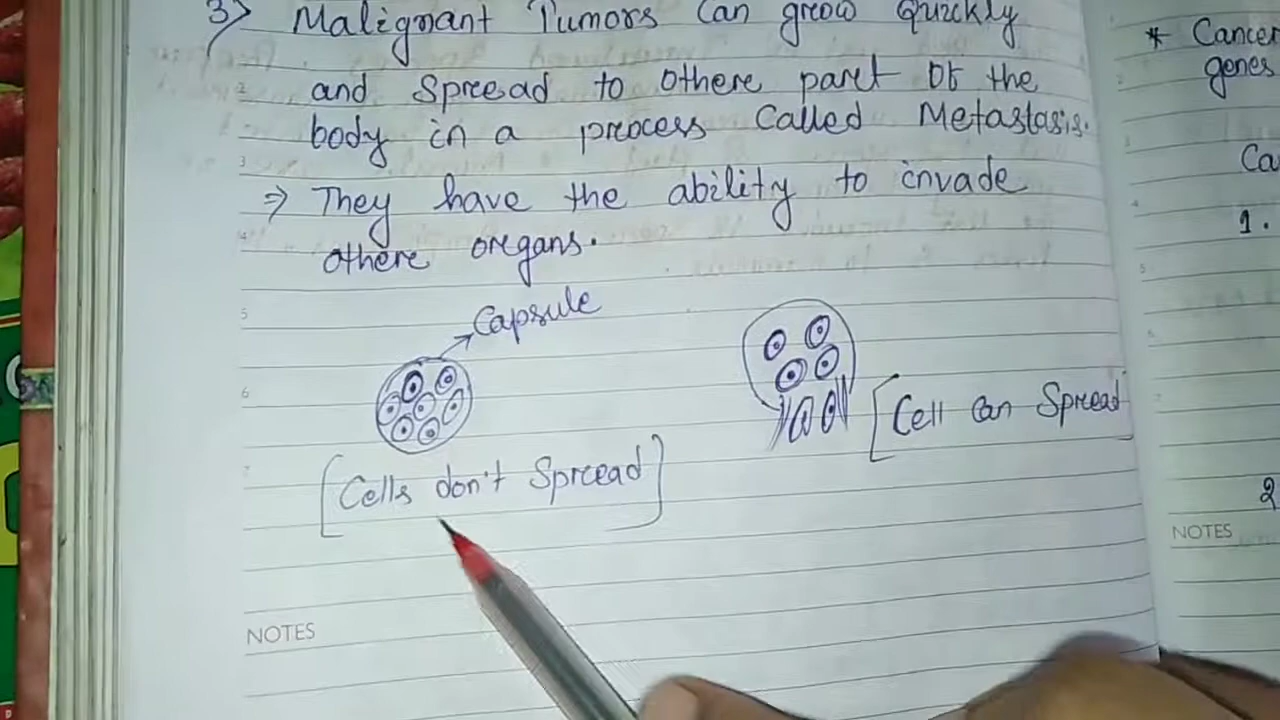 3) Malignant Tumors Can grow Quickly
and Spread to Othere part of the
body in a process Called Metastasis.
⇒ They have the ability to invade
Othere organs.
Capsule
[Cell Can Spread
[Cells don't Spread]
NOTES
* Cancer
genes
Ca
1.
2
NOTES